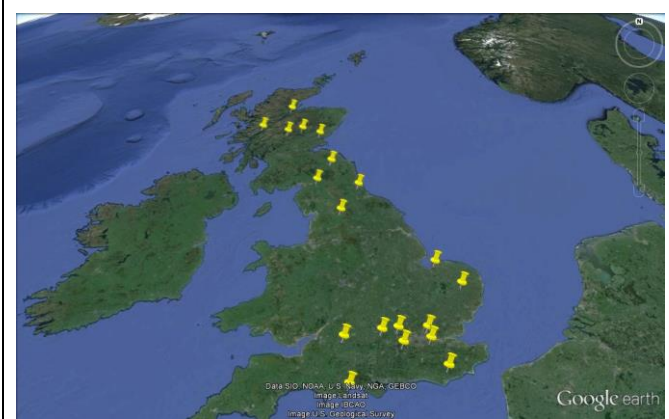 N
Data SIO, NOAA, U.S. Navy, NGA, GEBCO
Image Landsat
Image IBCAO
Image U.S. Geological Survey
Google earth